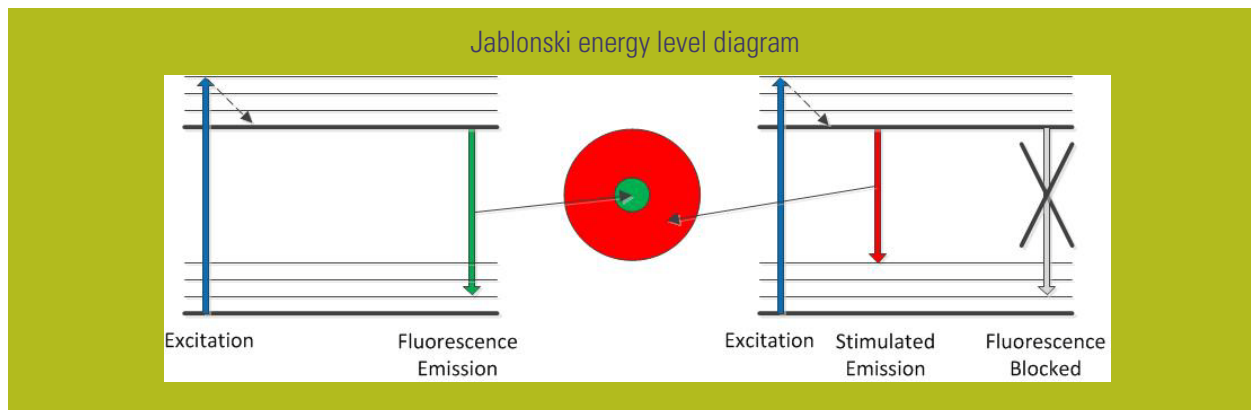 Jablonski energy level diagram
Excitation
Fluorescence
Emission
Excitation
Stimulated
Emission
Fluorescence
Blocked